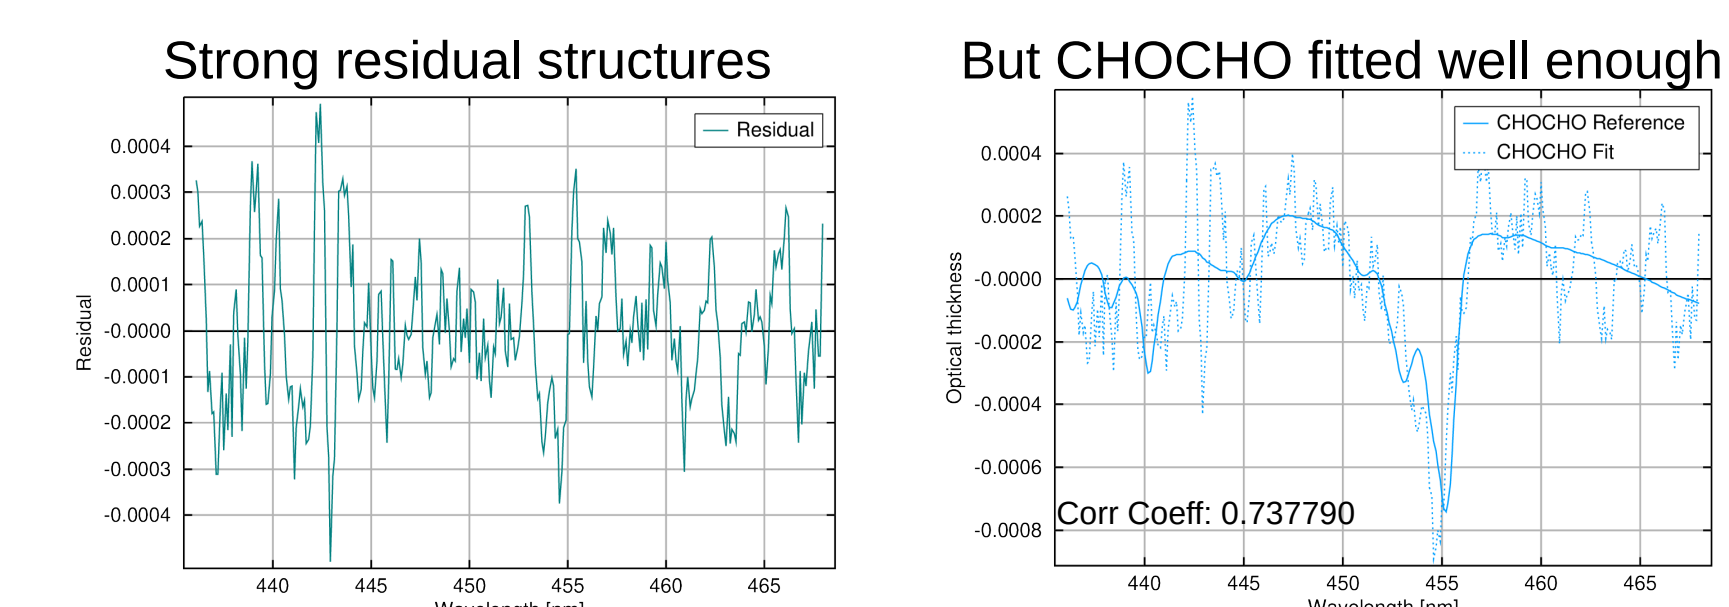 Strong residual structures
But CHOCHO fitted well enough
Residual
0.0004
0.0003
0.0002
0.0001
-0.0000
-0.0001
-0.0002
-0.0003
-0.0004
Residual
440 445 450 455 460 465
Wavelength [nm]
CHOCHO Reference
CHOCHO Fit
0.0004
0.0002
-0.0000
-0.0002
-0.0004
-0.0006
-0.0008
Optical thickness
Corr Coeff: 0.737790
440 445 450 455 460 465
Wavelength [nm]